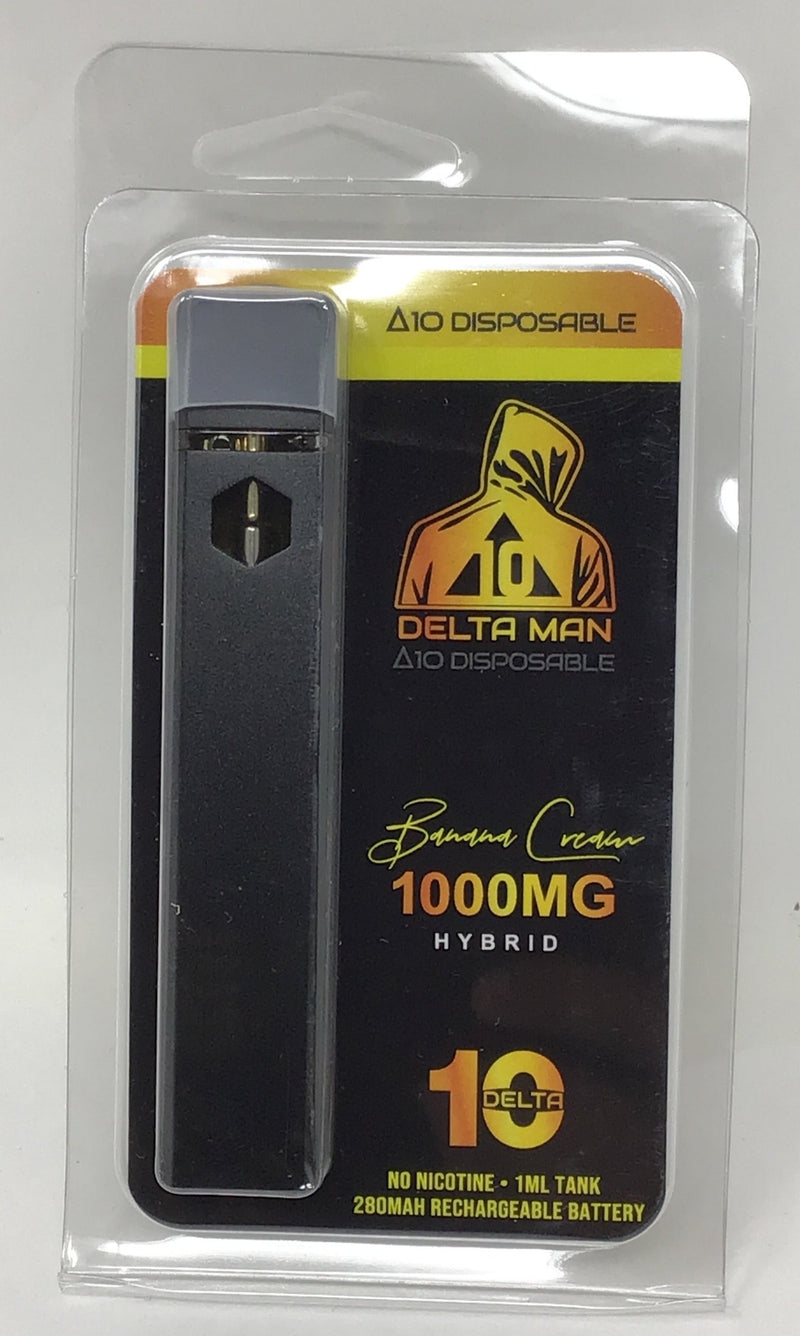 Δ10 DISPOSABLE
10
DELTA MAN
Δ10 DISPOSABLE
Banana Cream
1000MG
HYBRID
10
DELTA
NO NICOTINE • 1ML TANK
280MAH RECHARGEABLE BATTERY